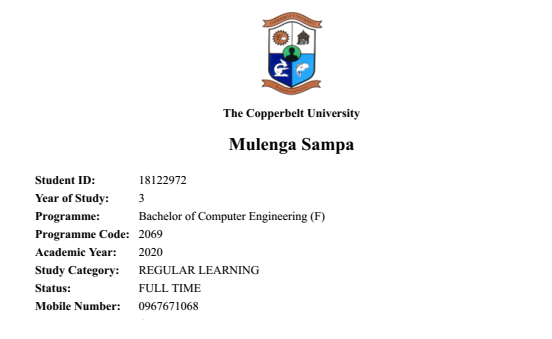 The Copperbelt University
Mulenga Sampa
Student ID: 18122972
Year of Study: 3
Programme: Bachelor of Computer Engineering (F)
Programme Code: 2069
Academic Year: 2020
Study Category: REGULAR LEARNING
Status: FULL TIME
Mobile Number: 0967671068